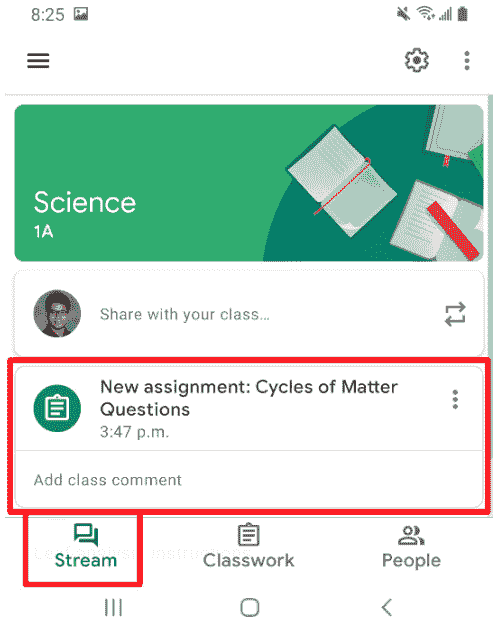 8:25
Science
1A
Share with your class...
New assignment: Cycles of Matter
Questions
3:47 p.m.
Add class comment
Stream
Classwork
People